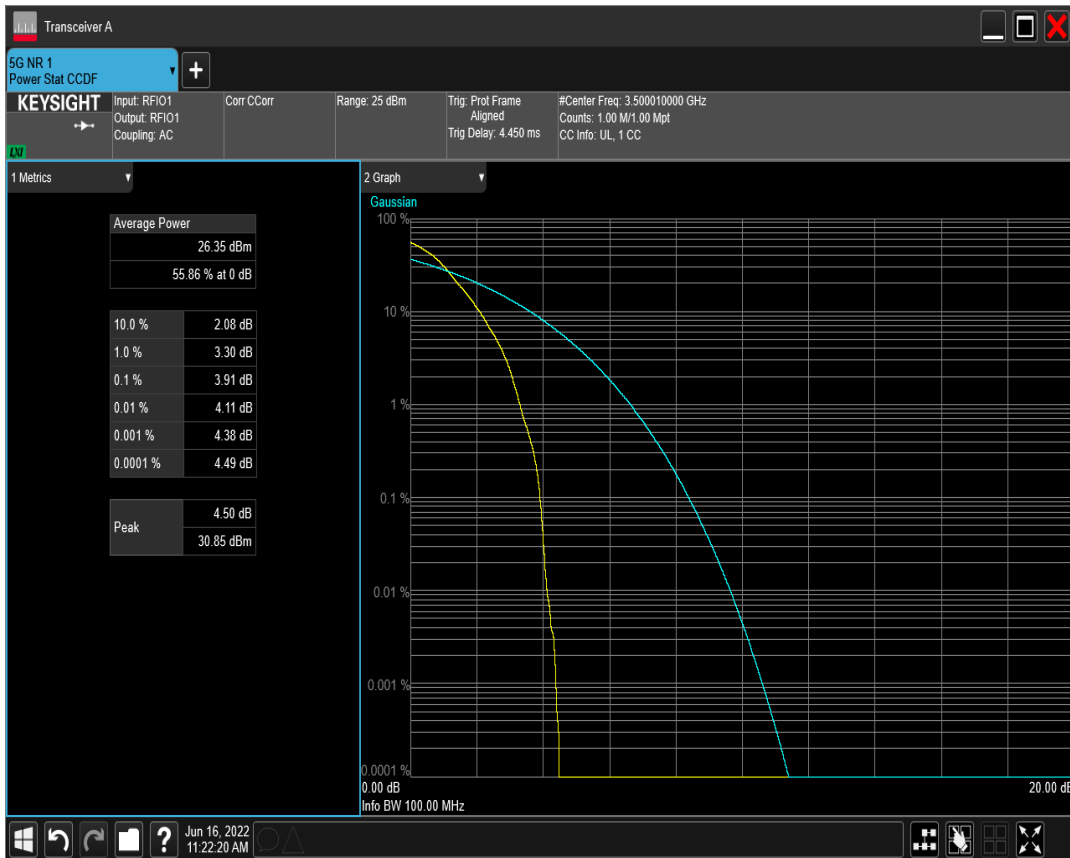 Transceiver A
5G NR 1
Power Stat CCDF
+
KEYSIGHT
LXI
Input: RFIO1
Output: RFIO1
Coupling: AC
Corr CCorr
Range: 25 dBm
Trig: Prot Frame
Aligned
Trig Delay: 4.450 ms
#Center Freq: 3.500010000 GHz
Counts: 1.00 M/1.00 Mpt
CC Info: UL, 1 CC
1 Metrics
Average Power
26.35 dBm
55.86 % at 0 dB
10.0 % 2.08 dB
1.0 % 3.30 dB
0.1 % 3.91 dB
0.01 % 4.11 dB
0.001 % 4.38 dB
0.0001 % 4.49 dB
Peak
4.50 dB
30.85 dBm
2 Graph
Gaussian
100 %
10 %
1 %
0.1 %
0.01 %
0.001 %
0.0001 %
0.00 dB
20.00 dB
Info BW 100.00 MHz
?
Jun 16, 2022
11:22:20 AM